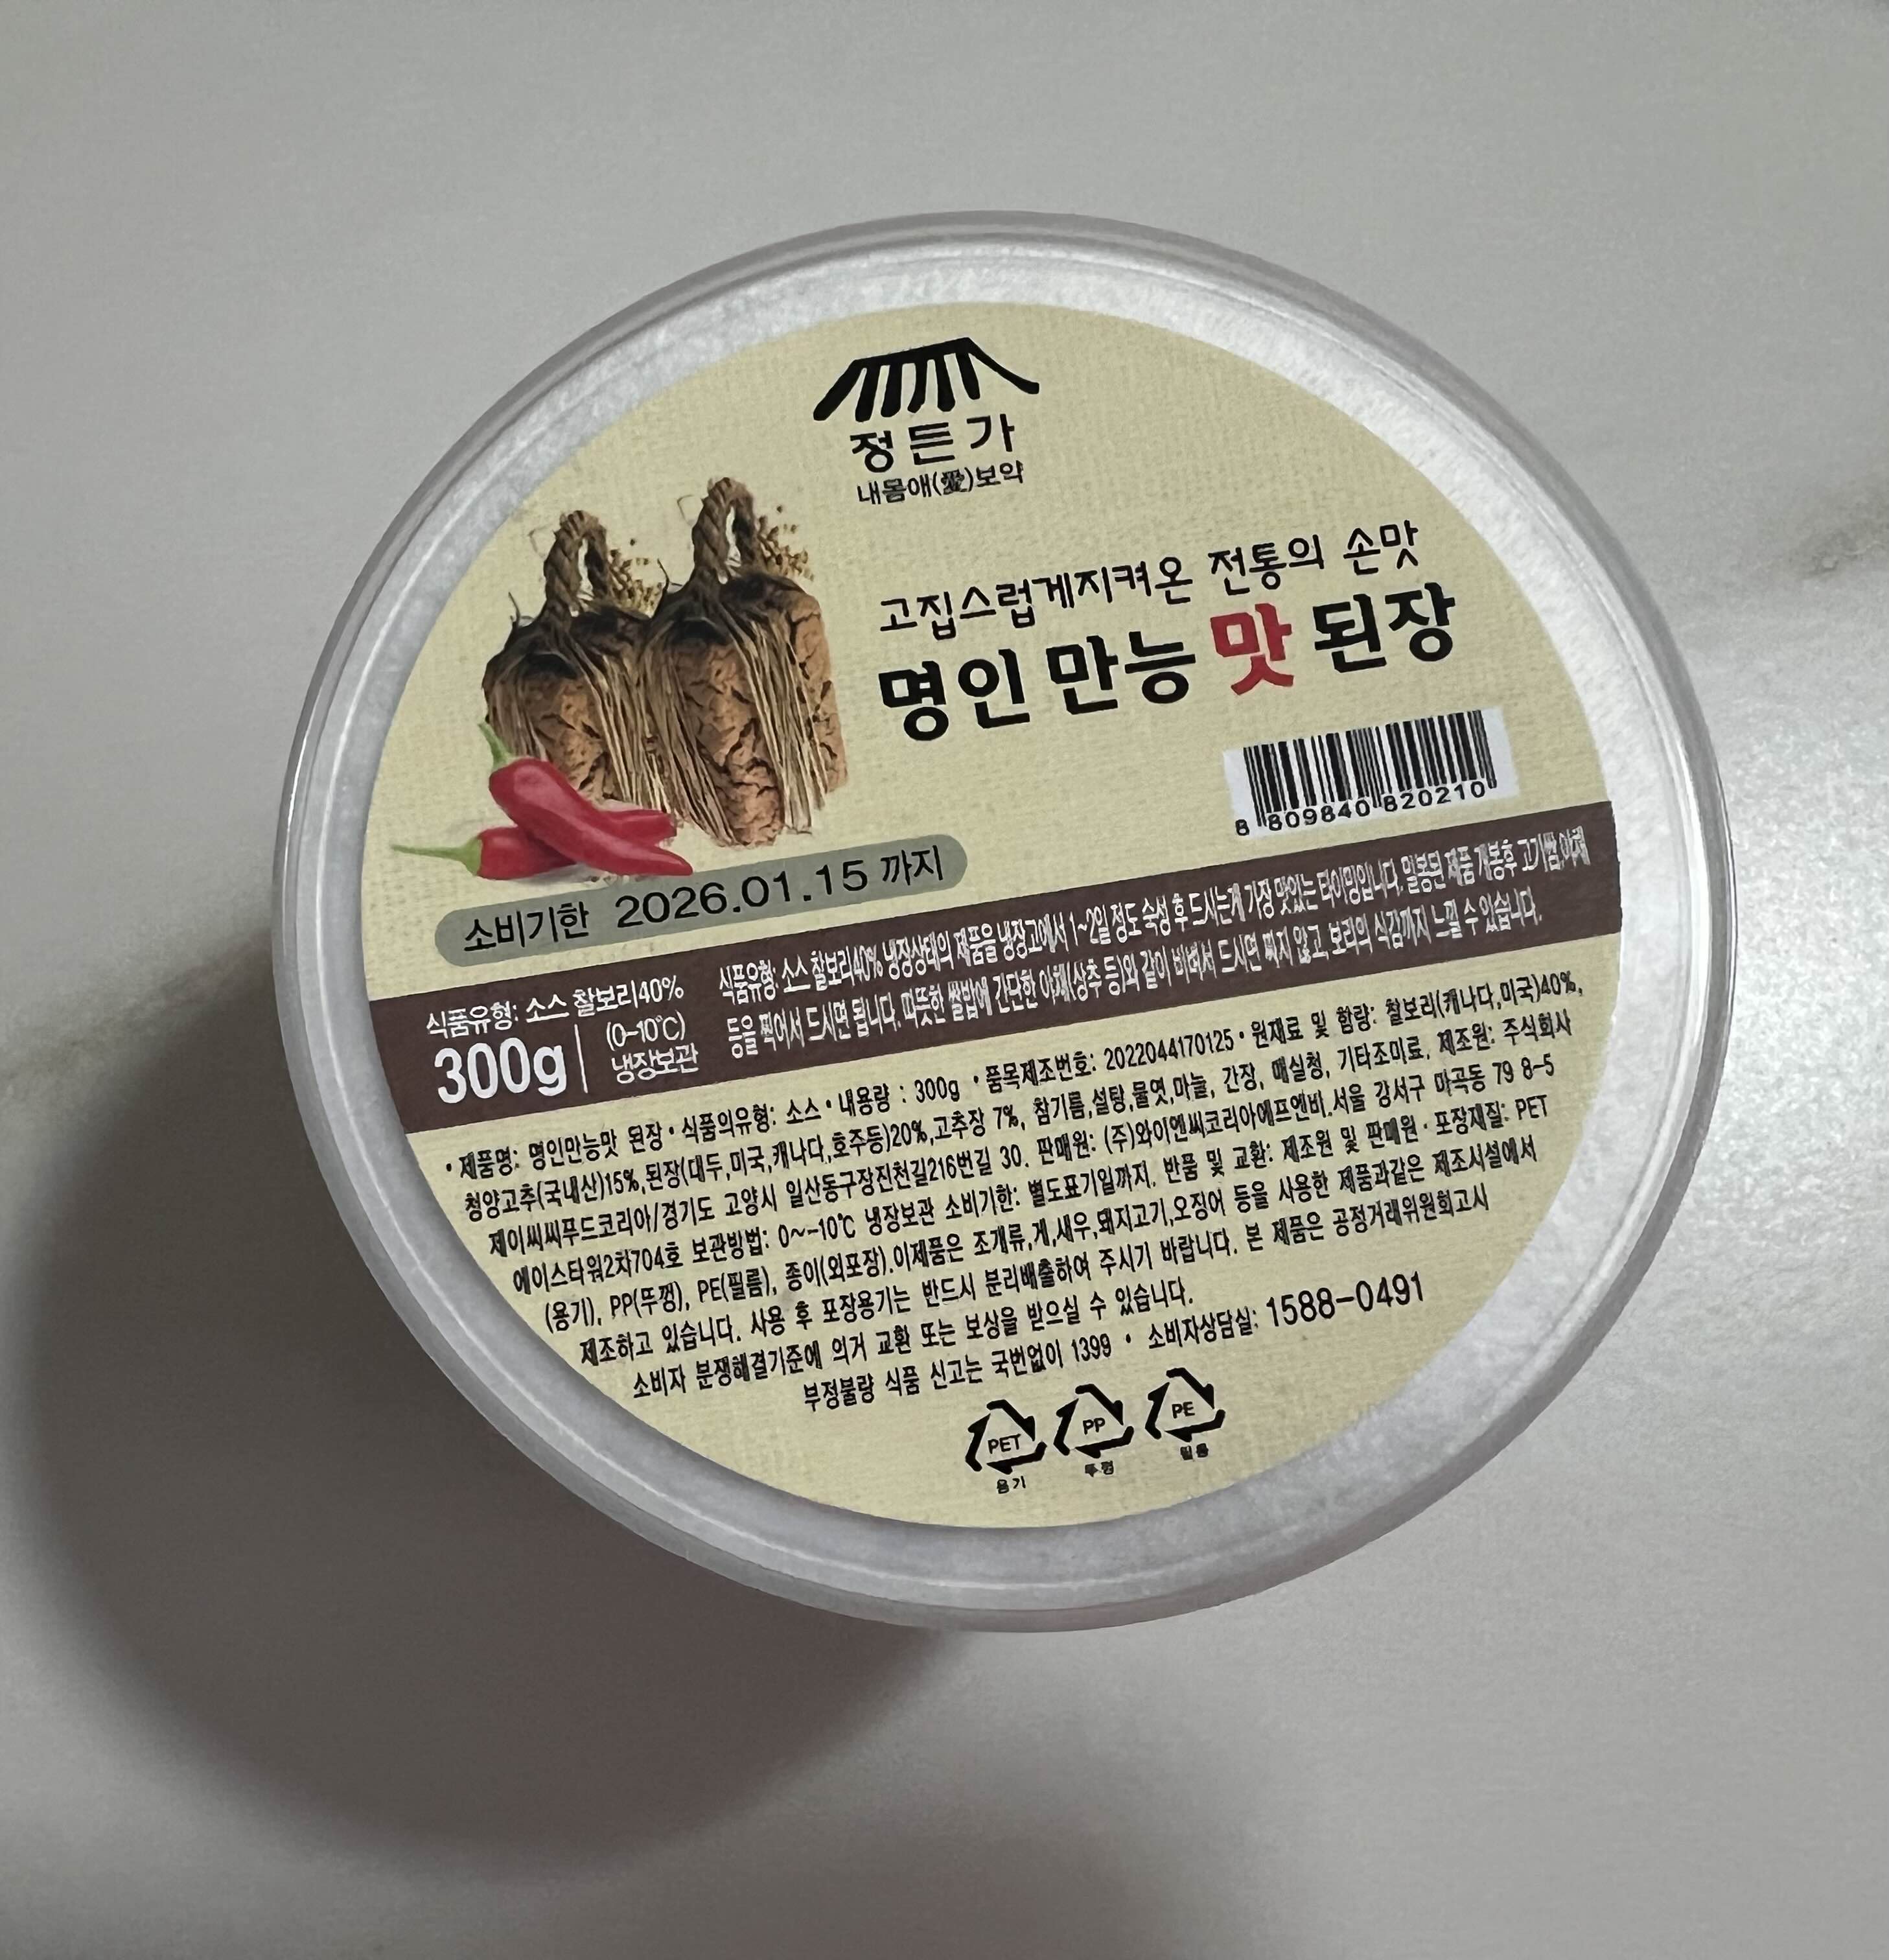 정든가
내몸애(愛)보약
고집스럽게지켜온 전통의 손맛
명인 만능 맛 된장
8 809840 820210
소비기한 2026.01.15 까지
식품유형: 소스 찰보리40%
300g
(0-10℃)
냉장보관
식품유형: 소스 찰보리40% 냉장상태의 제품을 냉장고에서 1~2일 정도 숙성 후 드시는게 가장 맛있는 타이밍입니다. 밀봉된 제품 개봉후 고기쌈,야채
등을 찍어서 드시면 됩니다. 따뜻한 쌀밥에 간단한 야채(상추 등)와 같이 비벼서 드시면 짜지 않고, 보리의 식감까지 느낄 수 있습니다.
• 제품명: 명인만능맛 된장 • 식품의유형: 소스 • 내용량 : 300g • 품목제조번호: 2022044170125 • 원재료 및 함량: 찰보리(캐나다,미국)40%,
청양고추(국내산)15%,된장(대두,미국,캐나다,호주등)20%,고추장 7%, 참기름,설탕,물엿,마늘, 간장, 매실청, 기타조미료, 제조원: 주식회사
제이씨씨푸드코리아/경기도 고양시 일산동구장진천길216번길 30. 판매원: (주)와이엔씨코리아에프엔비.서울 강서구 마곡동 79 8-5
에이스타워2차704호 보관방법: 0~-10℃ 냉장보관 소비기한: 별도표기일까지. 반품 및 교환: 제조원 및 판매원 · 포장재질: PET
(용기), PP(뚜껑), PE(필름), 종이(외포장).이제품은 조개류,게,새우,돼지고기,오징어 등을 사용한 제품과같은 제조시설에서
제조하고 있습니다. 사용 후 포장용기는 반드시 분리배출하여 주시기 바랍니다. 본 제품은 공정거래위원회고시
소비자 분쟁해결기준에 의거 교환 또는 보상을 받으실 수 있습니다.
부정불량 식품 신고는 국번없이 1399 • 소비자상담실: 1588-0491
PET PP PE
용기 뚜껑 필름